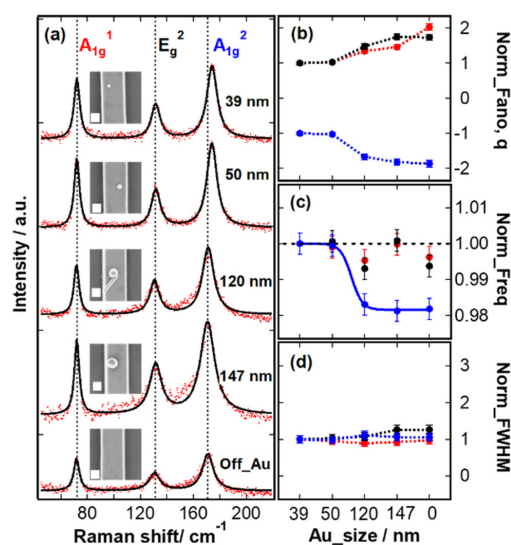 (a)
A1g1
Eg2
A1g2
39 nm
50 nm
120 nm
147 nm
Off_Au
Intensity / a.u.
80 120 160 200
Raman shift/ cm-1
(b)
2
1
0
-1
-2
Norm_Fano, q
(c)
1.01
1.00
0.99
0.98
Norm_Freq
(d)
3
2
1
0
Norm_FWHM
39 50 120 147 0
Au_size / nm